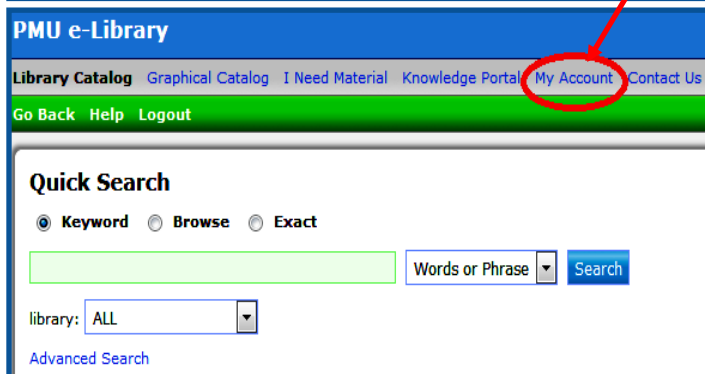 PMU e-Library
Library Catalog Graphical Catalog I Need Material Knowledge Portal My Account Contact Us
Go Back Help Logout
Quick Search
Keyword Browse Exact
Words or Phrase Search
library: ALL
Advanced Search